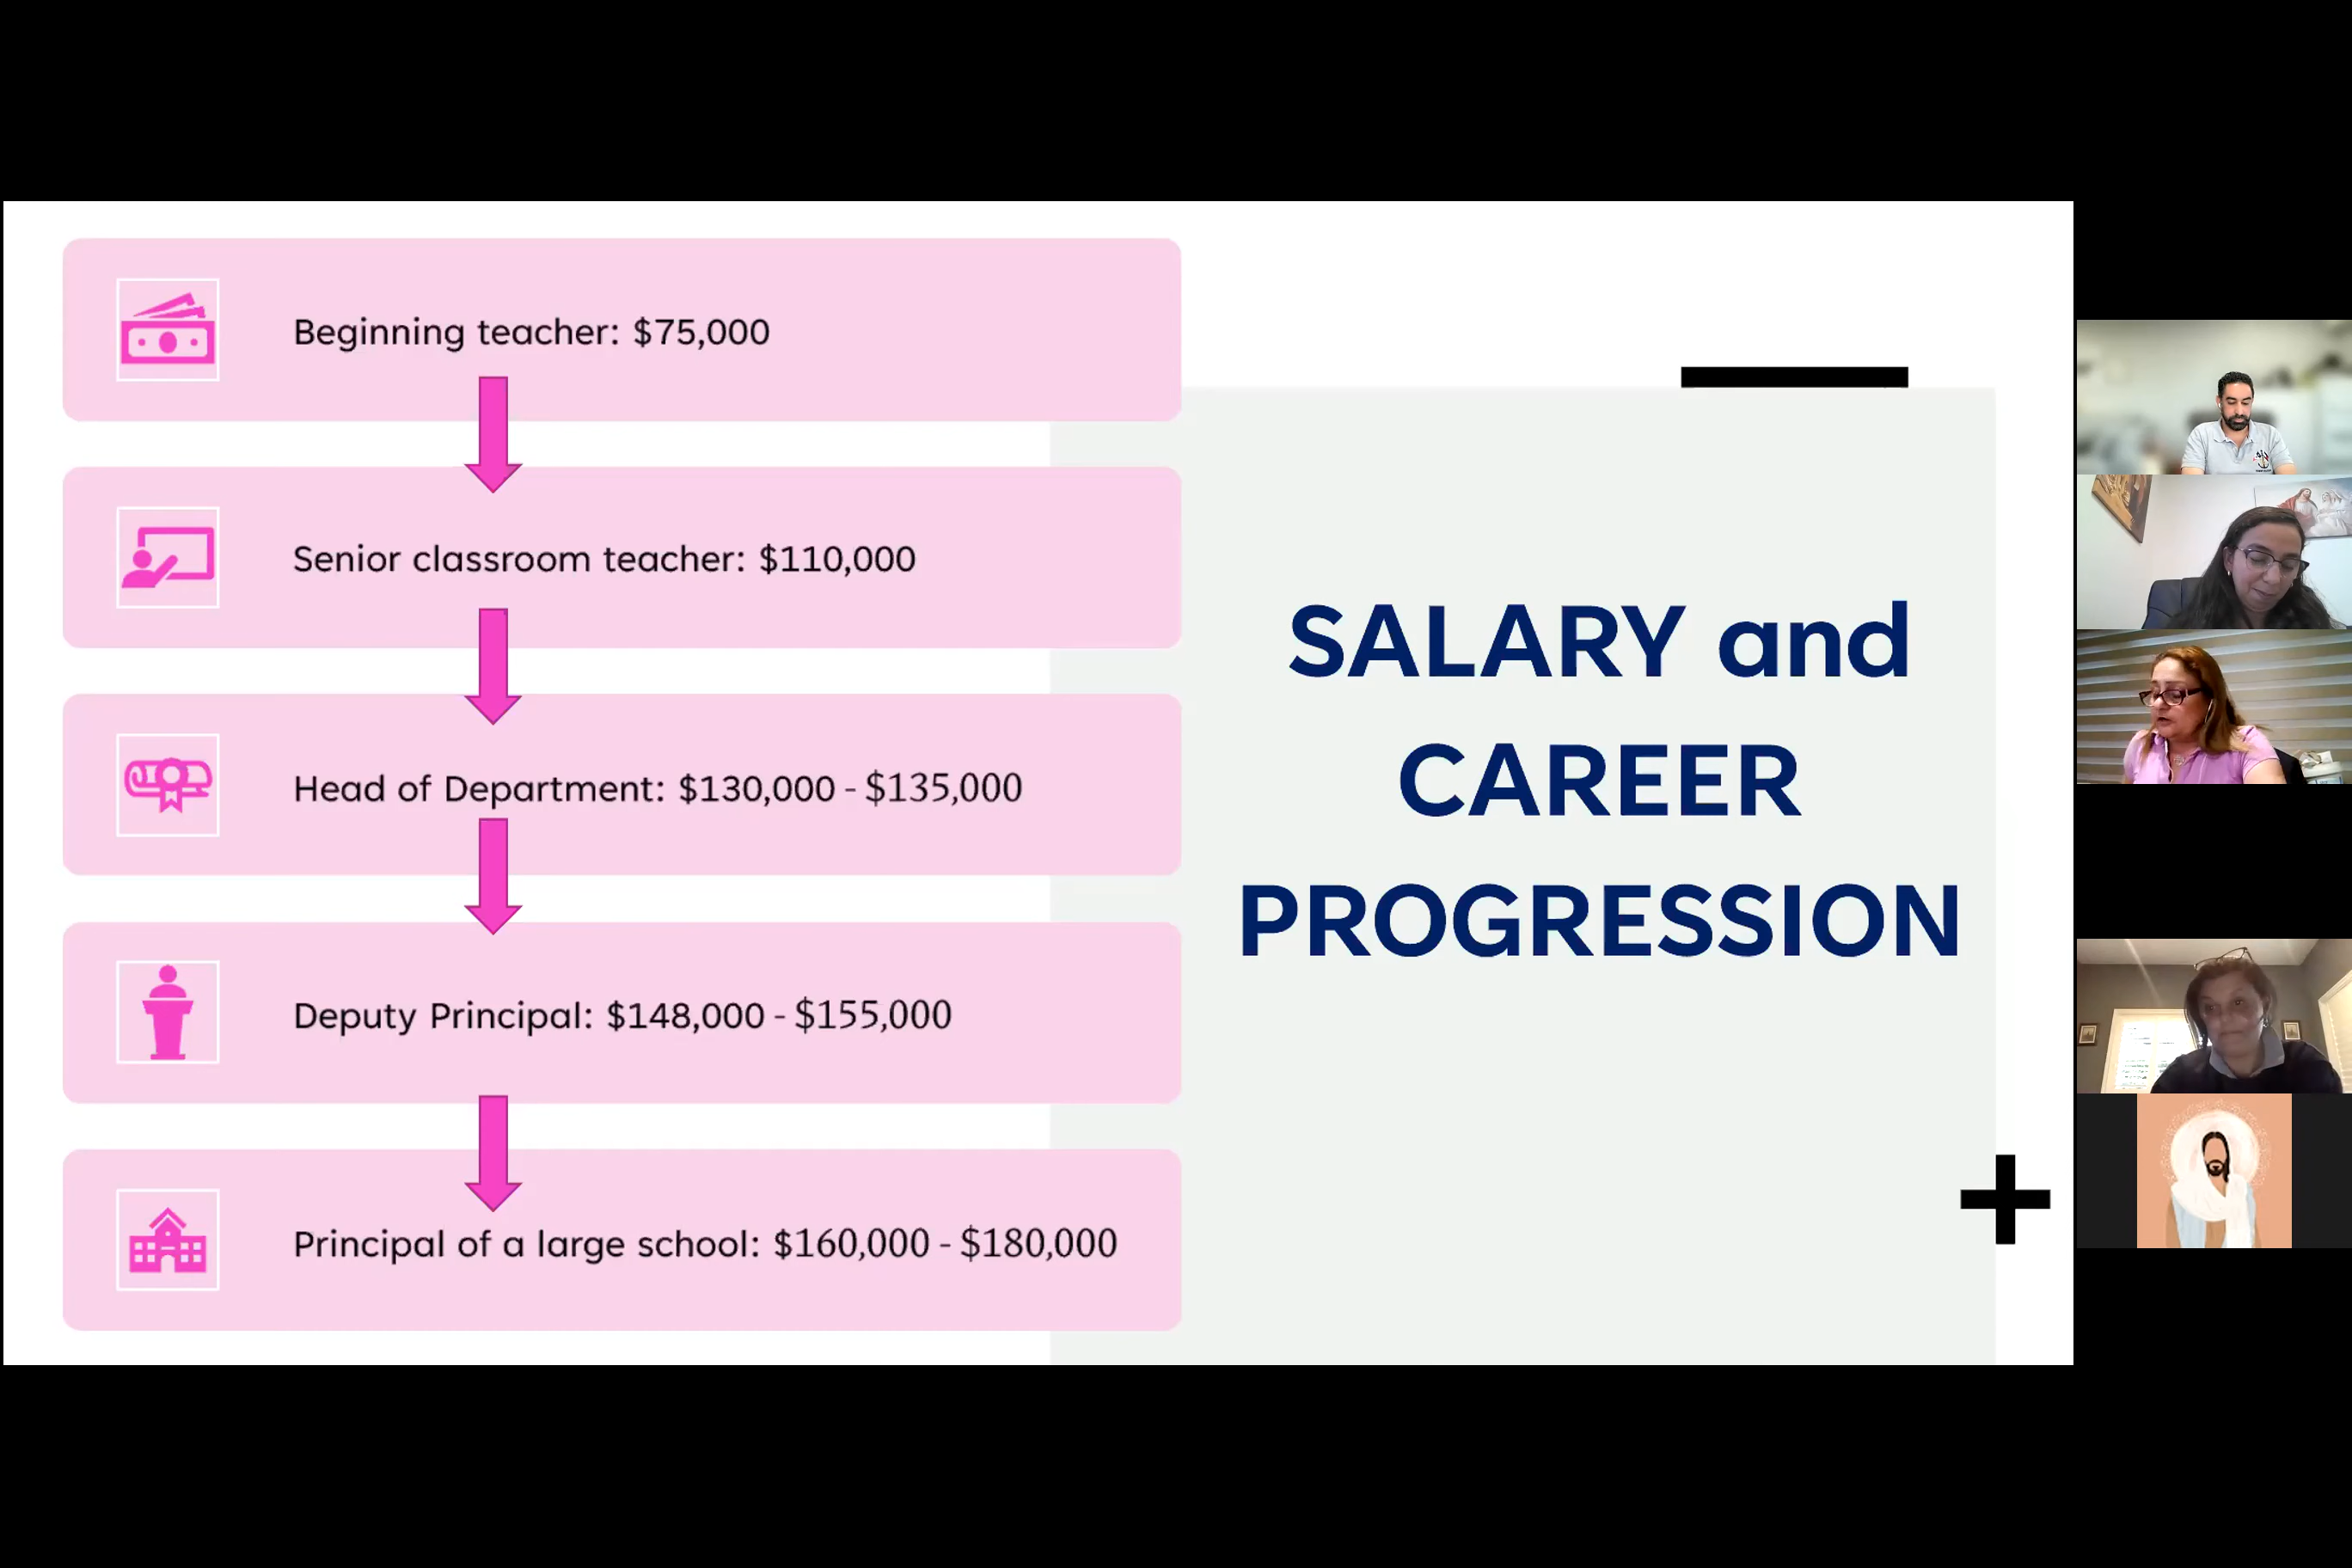 Beginning teacher: $75,000
Senior classroom teacher: $110,000
Head of Department: $130,000 - $135,000
Deputy Principal: $148,000 - $155,000
Principal of a large school: $160,000 - $180,000
SALARY and
CAREER
PROGRESSION